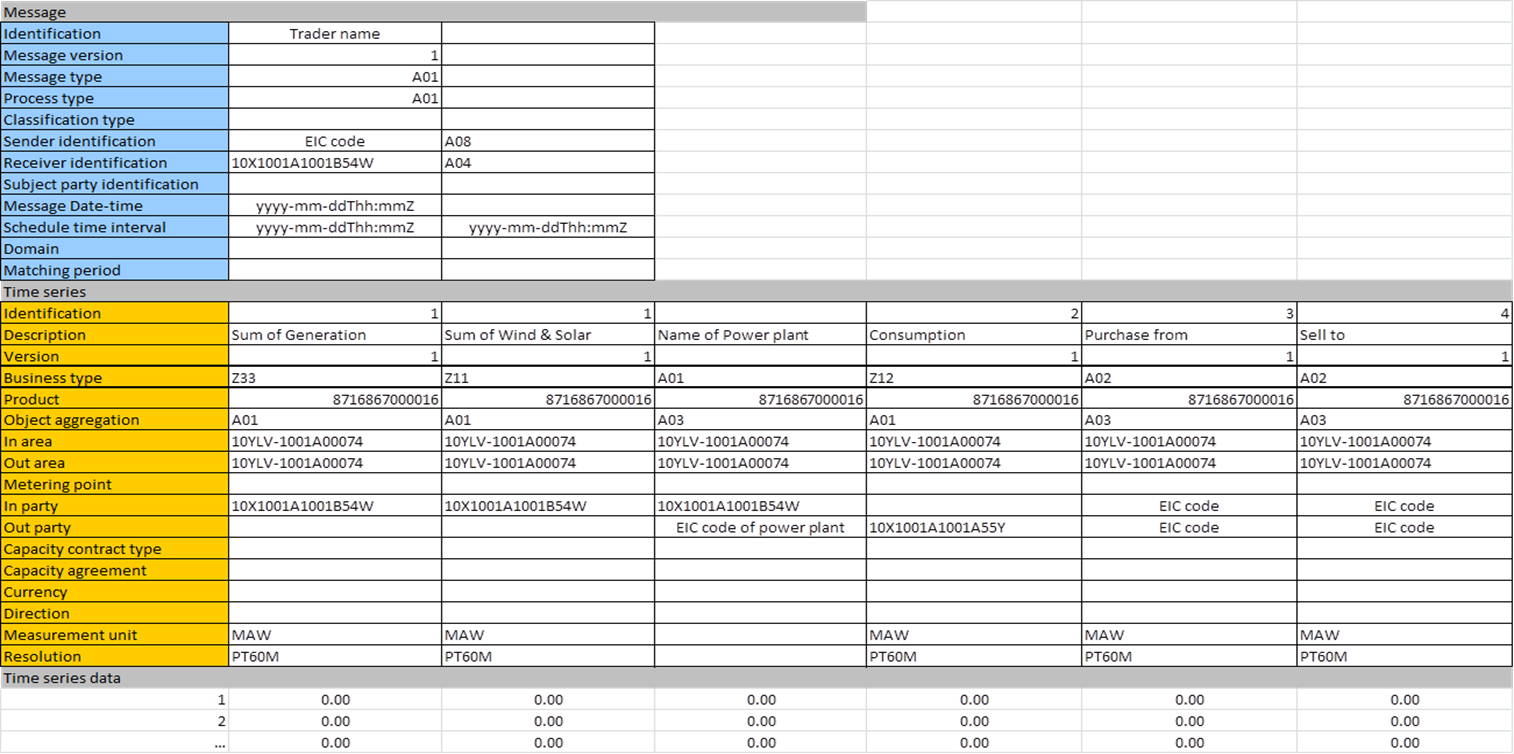 Message
Identification Trader name
Message version 1
Message type A01
Process type A01
Classification type
Sender identification EIC code A08
Receiver identification 10X1001A1001B54W A04
Subject party identification
Message Date-time yyyy-mm-ddThh:mmZ
Schedule time interval yyyy-mm-ddThh:mmZ yyyy-mm-ddThh:mmZ
Domain
Matching period
Time series
Identification 1 1 2 3 4
Description Sum of Generation Sum of Wind & Solar Name of Power plant Consumption Purchase from Sell to
Version 1 1 1 1 1
Business type Z33 Z11 A01 Z12 A02 A02
Product 8716867000016 8716867000016 8716867000016 8716867000016 8716867000016 8716867000016
Object aggregation A01 A01 A03 A01 A03 A03
In area 10YLV-1001A00074 10YLV-1001A00074 10YLV-1001A00074 10YLV-1001A00074 10YLV-1001A00074 10YLV-1001A00074
Out area 10YLV-1001A00074 10YLV-1001A00074 10YLV-1001A00074 10YLV-1001A00074 10YLV-1001A00074 10YLV-1001A00074
Metering point
In party 10X1001A1001B54W 10X1001A1001B54W 10X1001A1001B54W EIC code EIC code
Out party EIC code of power plant 10X1001A1001A55Y EIC code EIC code
Capacity contract type
Capacity agreement
Currency
Direction
Measurement unit MAW MAW MAW MAW MAW
Resolution PT60M PT60M PT60M PT60M PT60M
Time series data
1 0.00 0.00 0.00 0.00 0.00 0.00
2 0.00 0.00 0.00 0.00 0.00 0.00
... 0.00 0.00 0.00 0.00 0.00 0.00